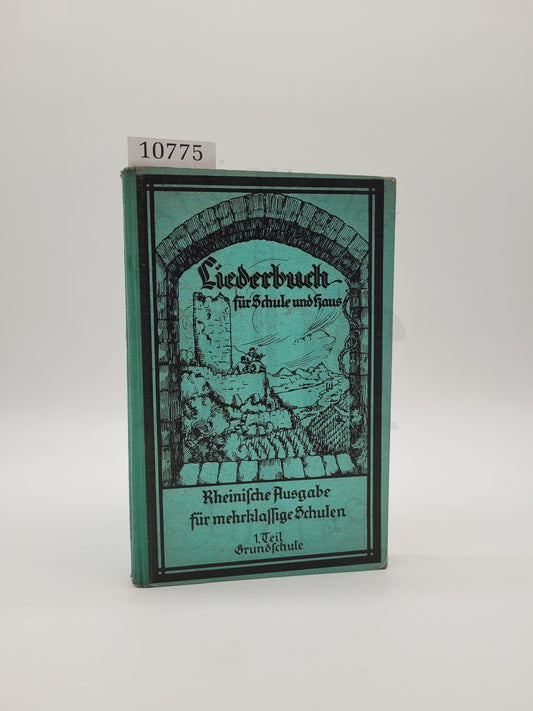 10775
Liederbuch
für Schule und Haus
Rheinische Ausgabe
für mehrklassige Schulen
1. Teil
Grundschule